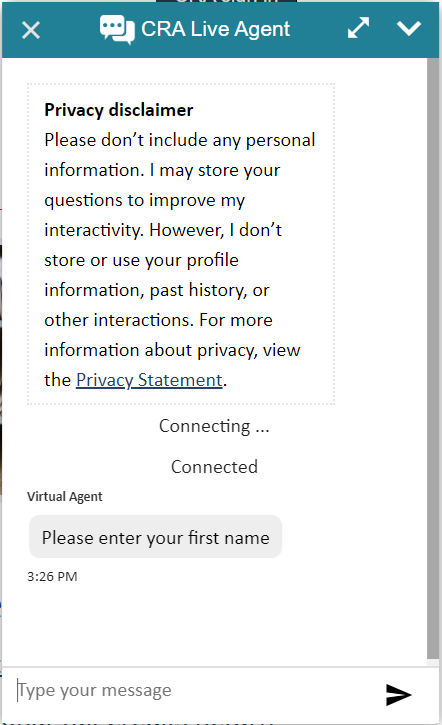 CRA Live Agent
Privacy disclaimer
Please don’t include any personal
information. I may store your
questions to improve my
interactivity. However, I don’t
store or use your profile
information, past history, or
other interactions. For more
information about privacy, view
the Privacy Statement.
Connecting ...
Connected
Virtual Agent
Please enter your first name
3:26 PM
Type your message